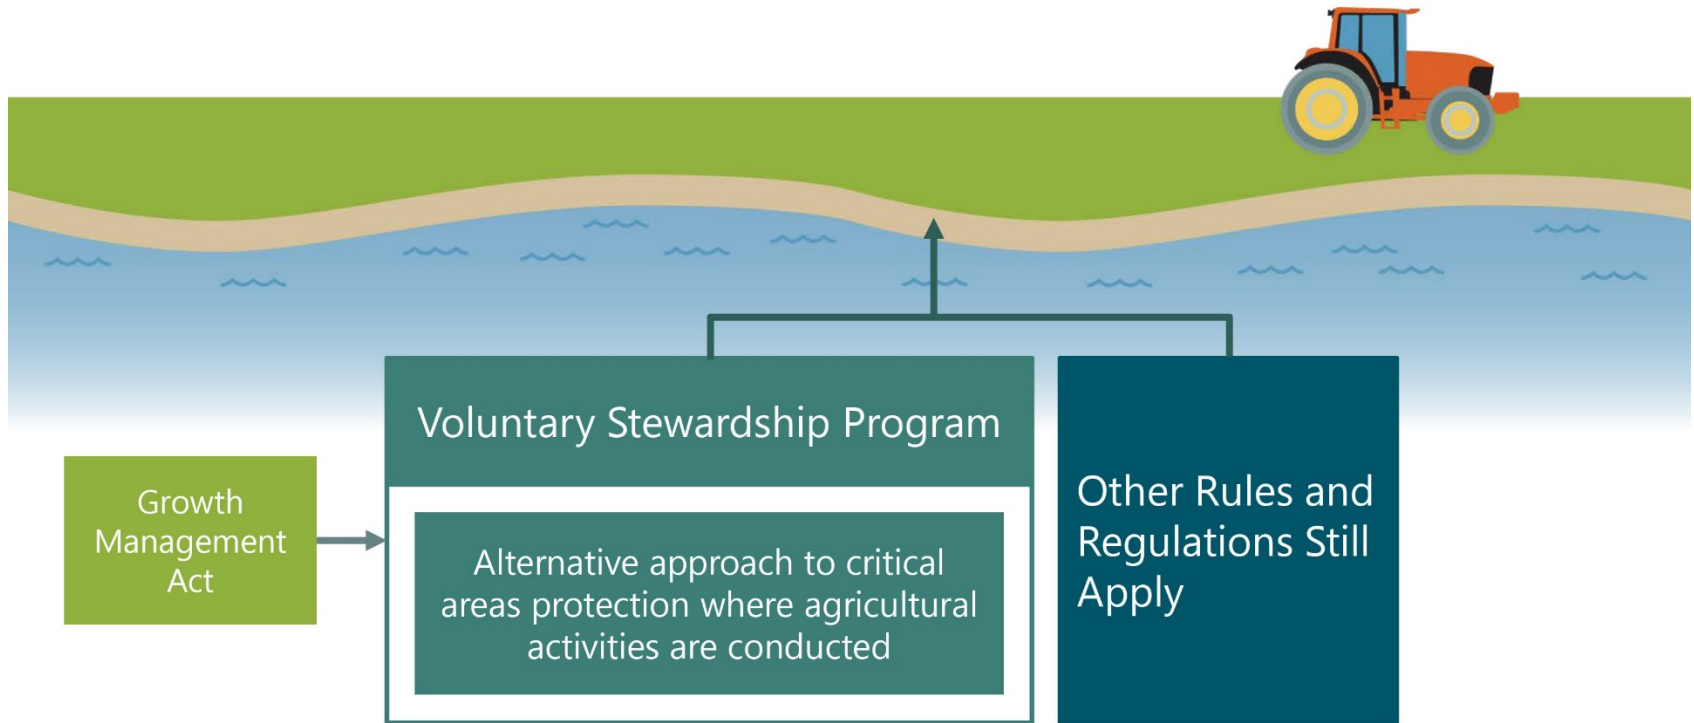 Voluntary Stewardship Program
Growth
Management
Act
Alternative approach to critical
areas protection where agricultural
activities are conducted
Other Rules and
Regulations Still
Apply